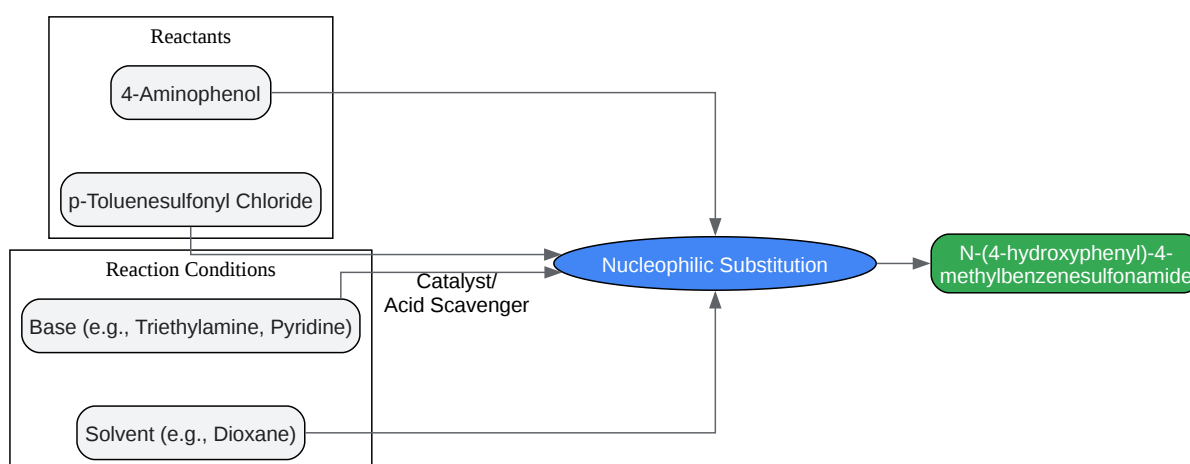 Reactants
4-Aminophenol
p-Toluenesulfonyl Chloride
Reaction Conditions
Base (e.g., Triethylamine, Pyridine)
Solvent (e.g., Dioxane)
Catalyst/
Acid Scavenger
Nucleophilic Substitution
N-(4-hydroxyphenyl)-4-
methylbenzenesulfonamide